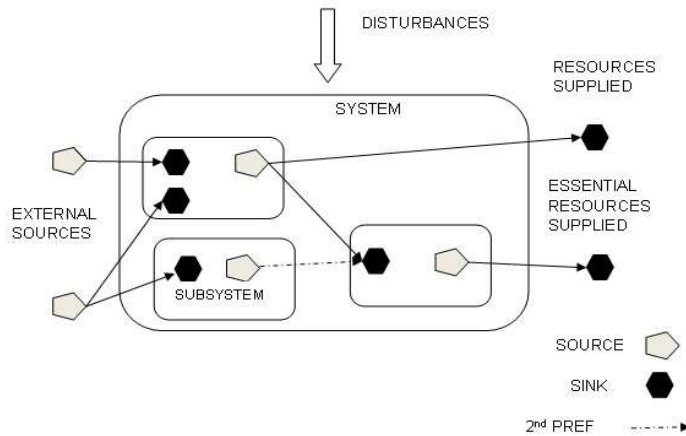 DISTURBANCES
RESOURCES
SUPPLIED
SYSTEM
EXTERNAL
SOURCES
ESSENTIAL
RESOURCES
SUPPLIED
SUBSYSTEM
SOURCE
SINK
2nd PREF